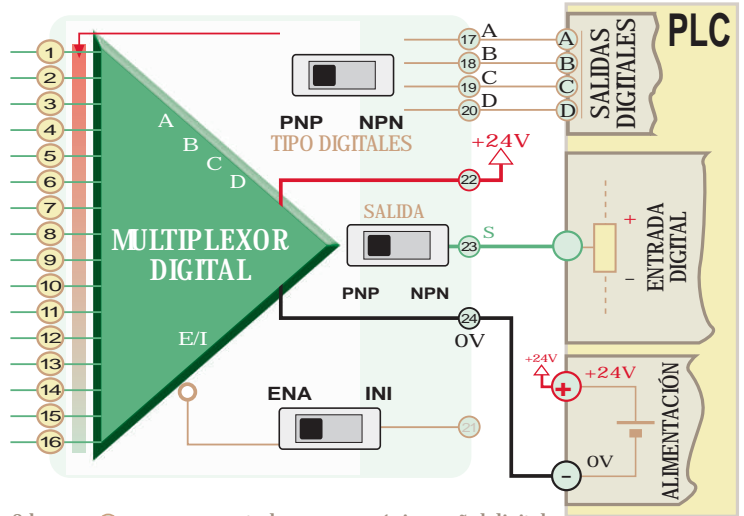 PLC
1
2
3
4
5
6
7
8
9
10
11
12
13
14
15
16
A
B
C
D
MULTIPLEXOR
DIGITAL
E/I
PNP NPN
TIPO DIGITALES
17 A A
18 B B
19 C C
20 D D
SALIDAS
DIGITALES
+24V
22
SALIDA
23 S
PNP NPN
+
-
ENTRADA
DIGITAL
24
0V
ENA INI
21
+24V
+ +24V
- 0V
ALIMENTACIÓN